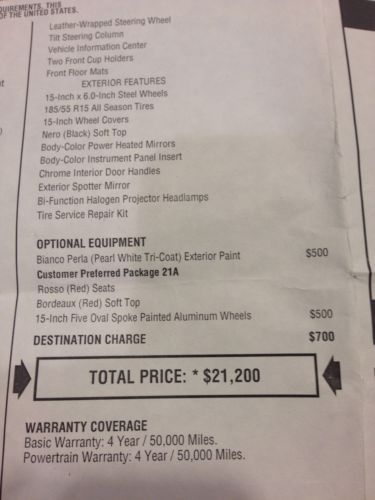 QUIREMENTS. THIS
OF THE UNITED STATES.
Leather-Wrapped Steering Wheel
Tilt Steering Column
Vehicle Information Center
Two Front Cup Holders
Front Floor Mats
EXTERIOR FEATURES
15-Inch x 6.0-Inch Steel Wheels
185/55 R15 All Season Tires
15-Inch Wheel Covers
Nero (Black) Soft Top
Body-Color Power Heated Mirrors
Body-Color Instrument Panel Insert
Chrome Interior Door Handles
Exterior Spotter Mirror
Bi-Function Halogen Projector Headlamps
Tire Service Repair Kit
OPTIONAL EQUIPMENT
Bianco Perla (Pearl White Tri-Coat) Exterior Paint $500
Customer Preferred Package 21A
Rosso (Red) Seats
Bordeaux (Red) Soft Top
15-Inch Five Oval Spoke Painted Aluminum Wheels $500
DESTINATION CHARGE $700
TOTAL PRICE: * $21,200
WARRANTY COVERAGE
Basic Warranty: 4 Year / 50,000 Miles.
Powertrain Warranty: 4 Year / 50,000 Miles.